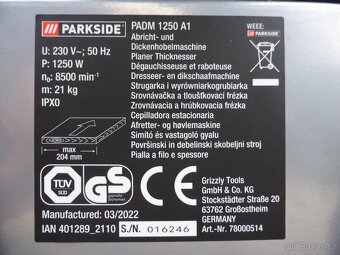 PARKSIDE
PADM 1250 A1
WEEE:
PARKSIDE
U: 230 V~; 50 Hz
P: 1250 W
n₀: 8500 min⁻¹
m: 21 kg
IPX0
Abricht- und
Dickenhobelmaschine
Planer Thicknesser
Dégauchisseuse et raboteuse
Dresseer- en dikschaafmachine
Strugarka i wyrówniarkogrubiarka
Srovnávačka a tloušťkovací frézka
Zrovnávačka a hrúbkovacia frézka
Cepilladora estacionaria
Afretter- og høvlemaskine
Simító és vastagoló gyalu
Površinski in debelinski skobeljni stroj
Pialla a filo e spessore
max
204 mm
TÜV
SÜD
GS
geprüfte
Sicherheit
Grizzly Tools
GmbH & Co. KG
Stockstädter Straße 20
63762 Großostheim
GERMANY
Manufactured: 03/2022
IAN 401289_2110
S/N.
016246
Art.-Nr. 78000514